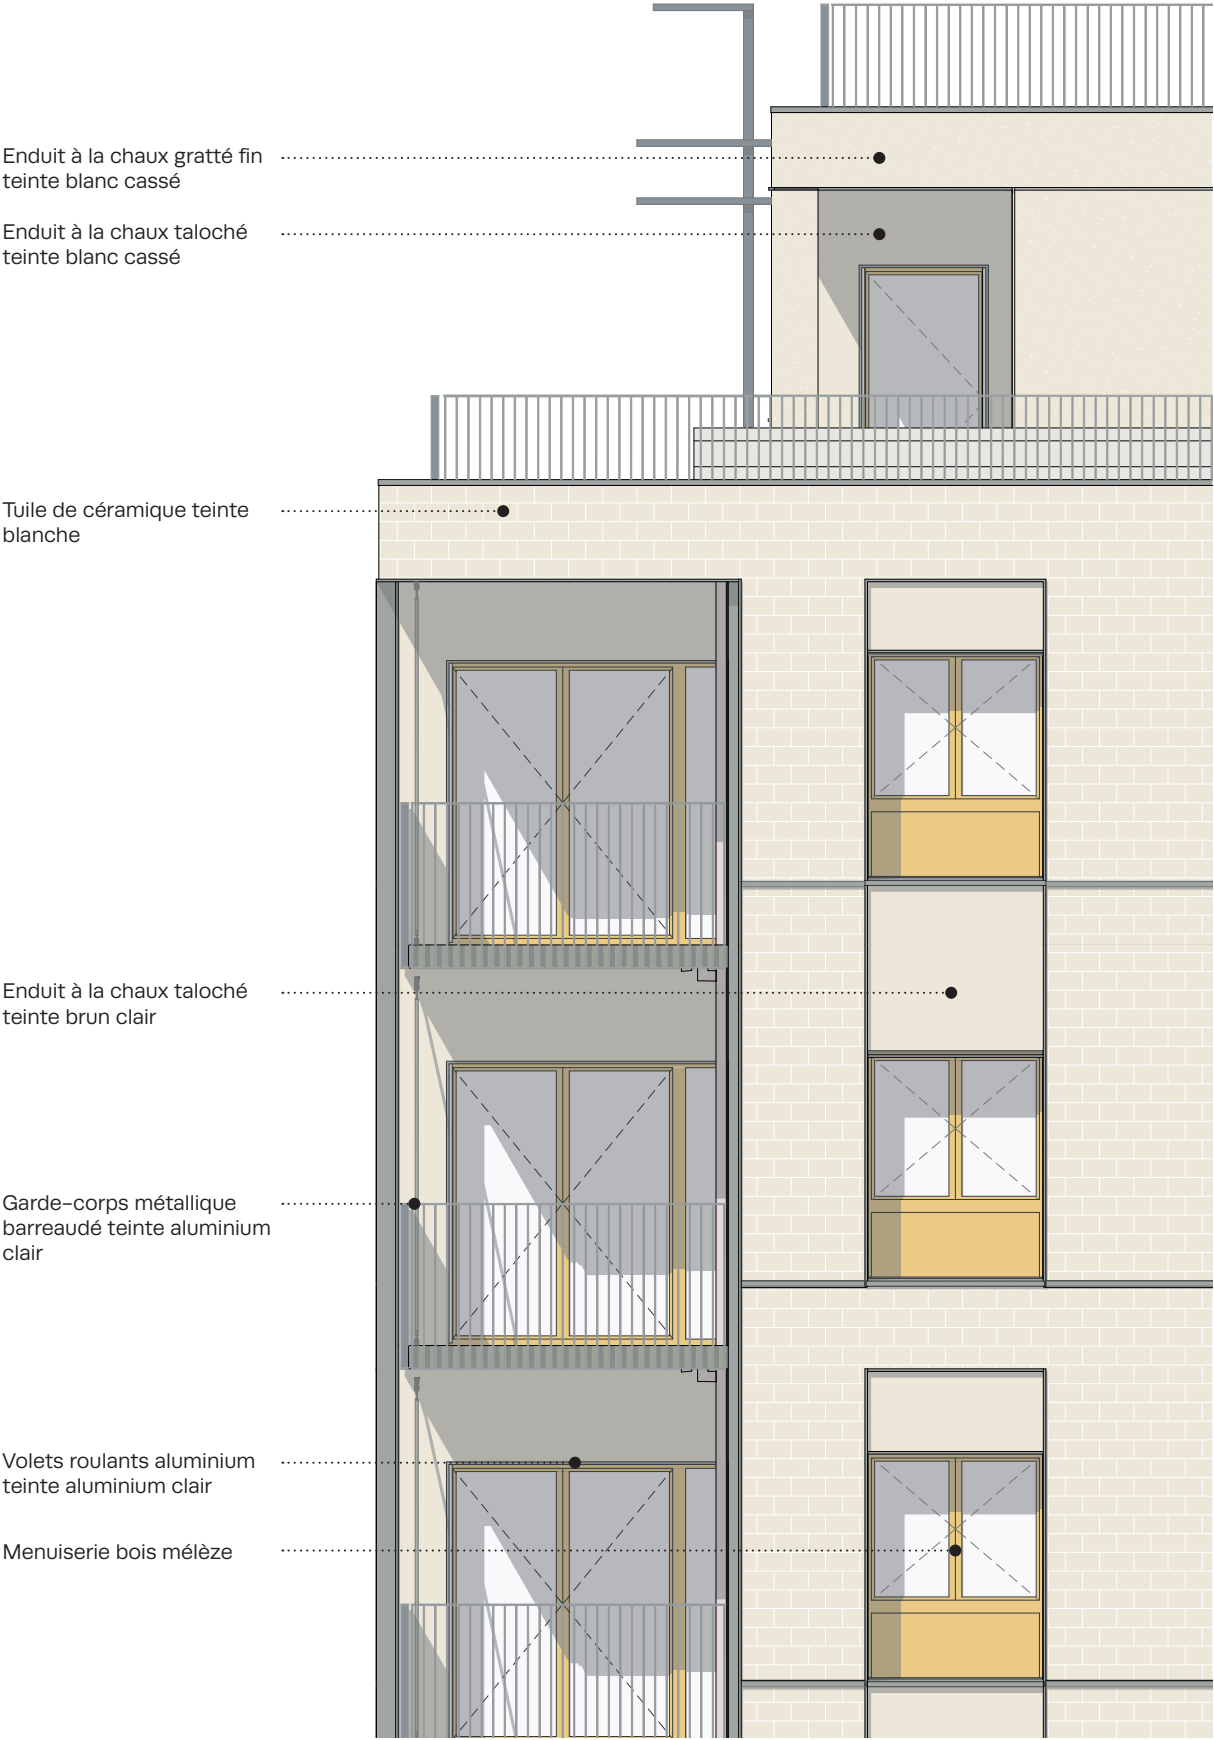 Enduit à la chaux gratté fin
teinte blanc cassé
Enduit à la chaux taloché
teinte blanc cassé
Tuile de céramique teinte
blanche
Enduit à la chaux taloché
teinte brun clair
Garde-corps métallique
barreaudé teinte aluminium
clair
Volets roulants aluminium
teinte aluminium clair
Menuiserie bois mélèze